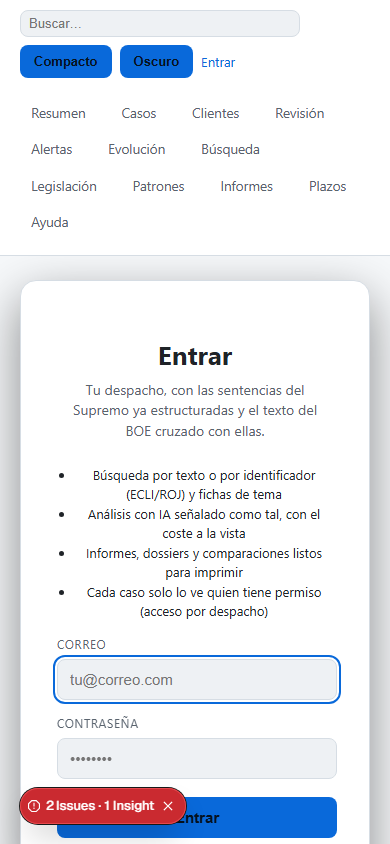 Buscar...
Compacto Oscuro Entrar
Resumen Casos Clientes Revisión
Alertas Evolución Búsqueda
Legislación Patrones Informes Plazos
Ayuda
Entrar
Tu despacho, con las sentencias del
Supremo ya estructuradas y el texto del
BOE cruzado con ellas.
• Búsqueda por texto o por identificador
(ECLI/ROJ) y fichas de tema
• Análisis con IA señalado como tal, con el
coste a la vista
• Informes, dossiers y comparaciones listos
para imprimir
• Cada caso solo lo ve quien tiene permiso
(acceso por despacho)
CORREO
tu@correo.com
CONTRASEÑA
••••••••
2 Issues · 1 Insight